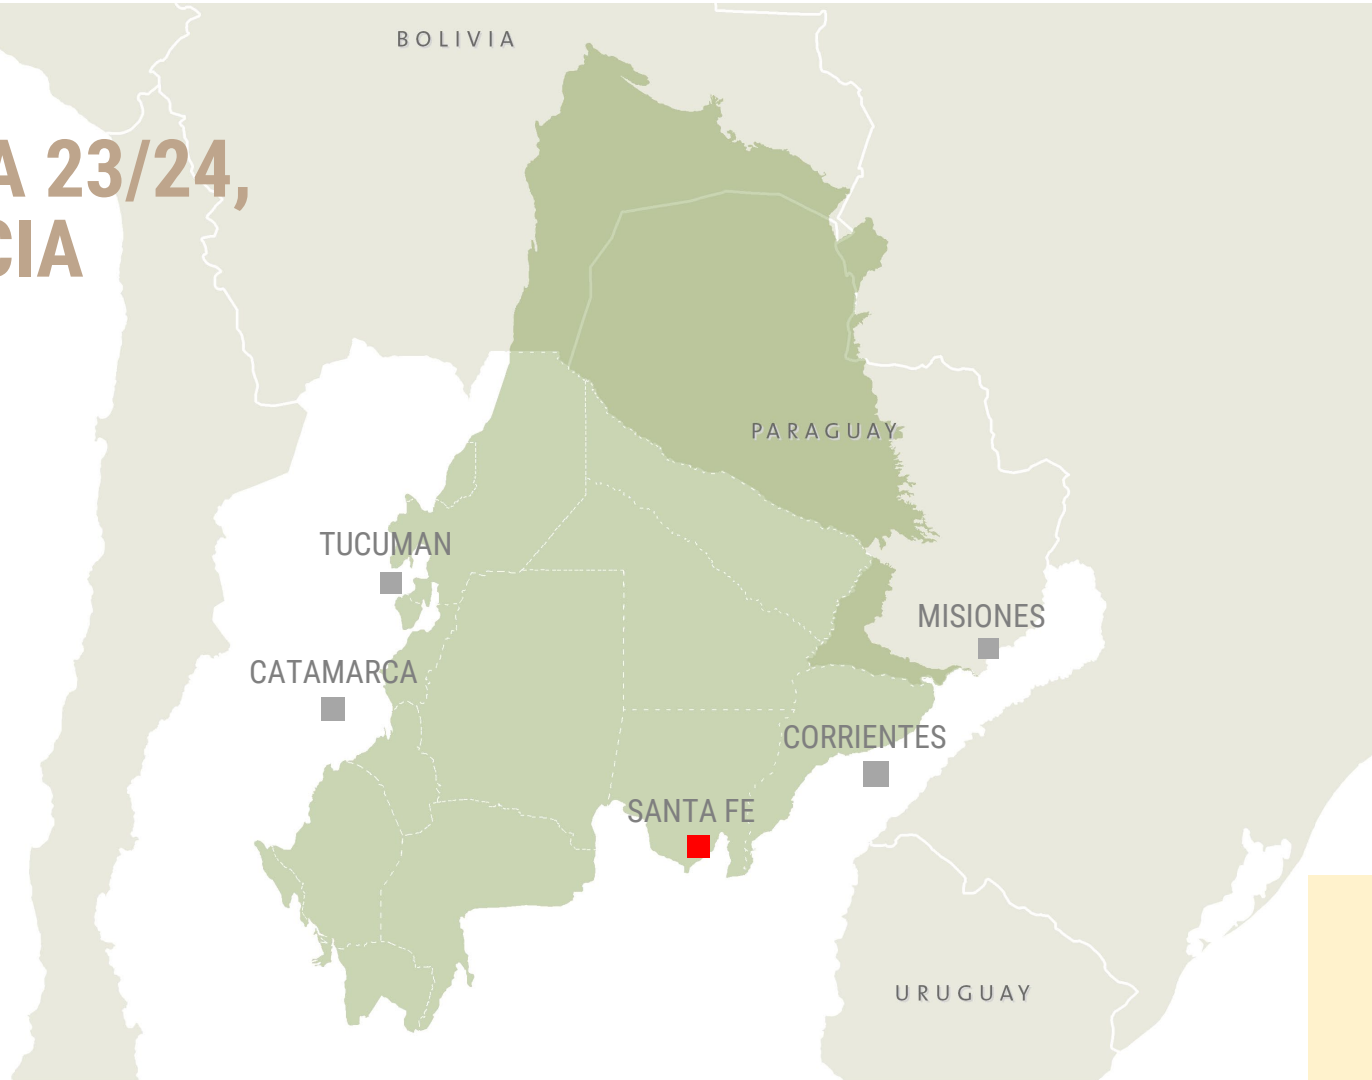 BOLIVIA
A 23/24,
CIA
PARAGUAY
TUCUMAN
MISIONES
CATAMARCA
CORRIENTES
SANTA FE
URUGUAY